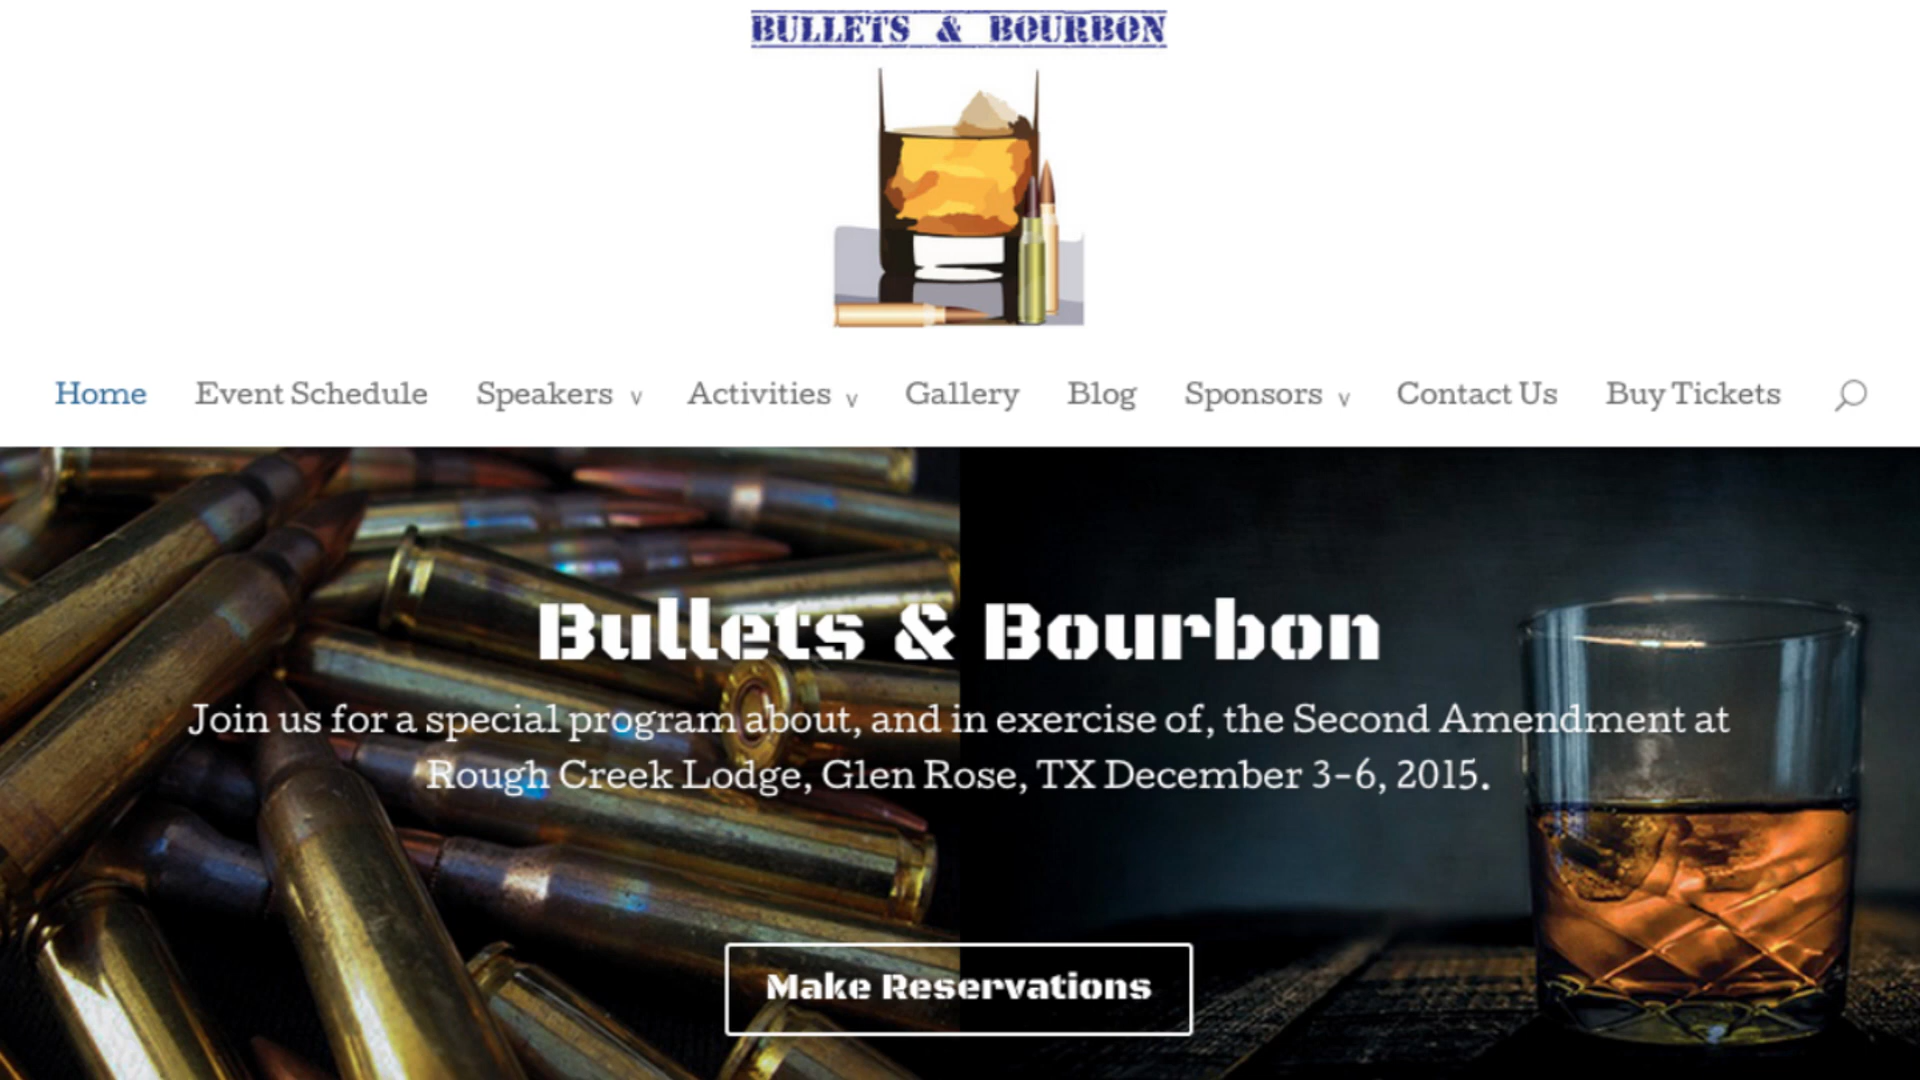 BULLETS & BOURBON
Home Event Schedule Speakers Activities Gallery Blog Sponsors Contact Us Buy Tickets
Bullets & Bourbon
Join us for a special program about, and in exercise of, the Second Amendment at
Rough Creek Lodge, Glen Rose, TX December 3-6, 2015.
Make Reservations